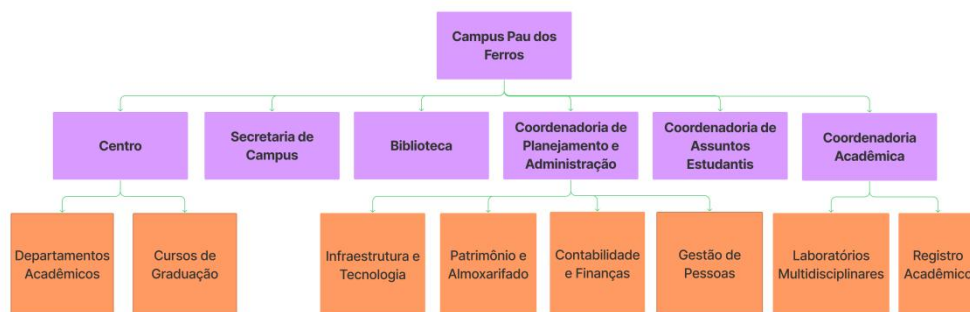 Campus Pau dos
Ferros
Centro
Secretaria de
Campus
Biblioteca
Coordenadoria de
Planejamento e
Administração
Coordenadoria de
Assuntos
Estudantis
Coordenadoria
Acadêmica
Departamentos
Acadêmicos
Cursos de
Graduação
Infraestrutura e
Tecnologia
Patrimônio e
Almoxarifado
Contabilidade
e Finanças
Gestão de
Pessoas
Laboratórios
Multidisciplinares
Registro
Acadêmico